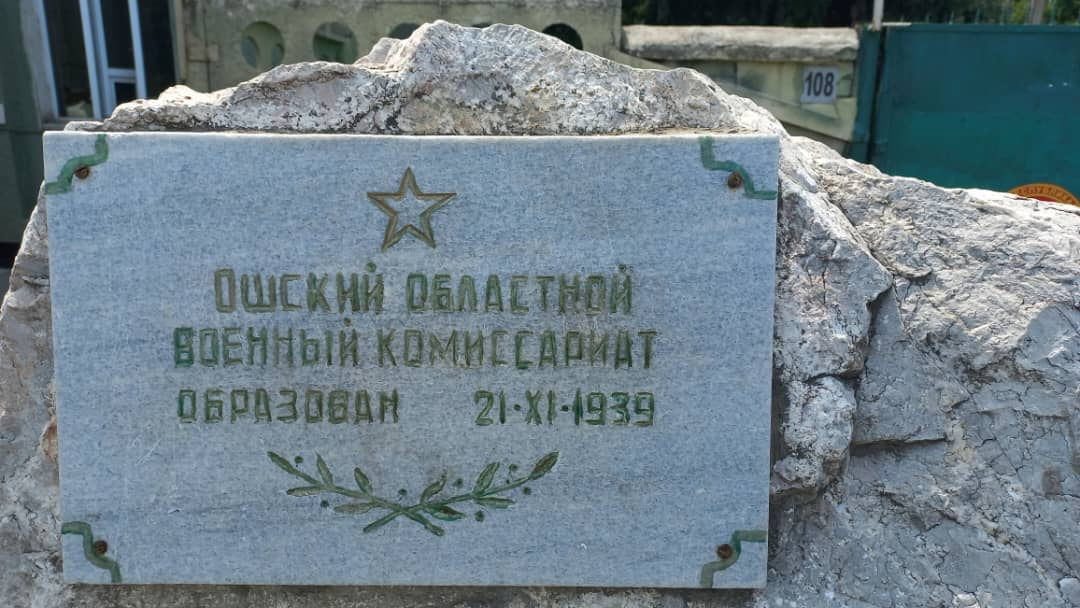 108
ОШСКИЙ ОБЛАСТНОЙ
ВОЕННЫЙ КОМИССАРИАТ
ОБРАЗОВАН 21·XI·1939